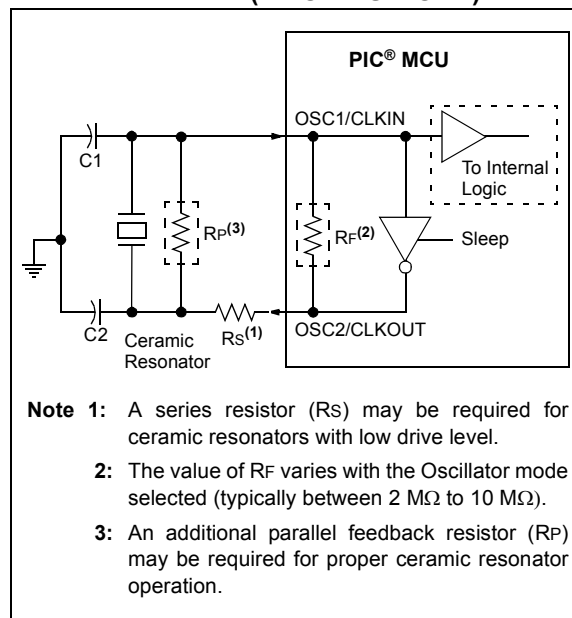 PIC® MCU
OSC1/CLKIN
C1
To Internal
Logic
RP(3)
RF(2)
Sleep
C2
Ceramic
Resonator
RS(1)
OSC2/CLKOUT
Note 1: A series resistor (RS) may be required for
ceramic resonators with low drive level.
2: The value of RF varies with the Oscillator mode
selected (typically between 2 MΩ to 10 MΩ).
3: An additional parallel feedback resistor (RP)
may be required for proper ceramic resonator
operation.